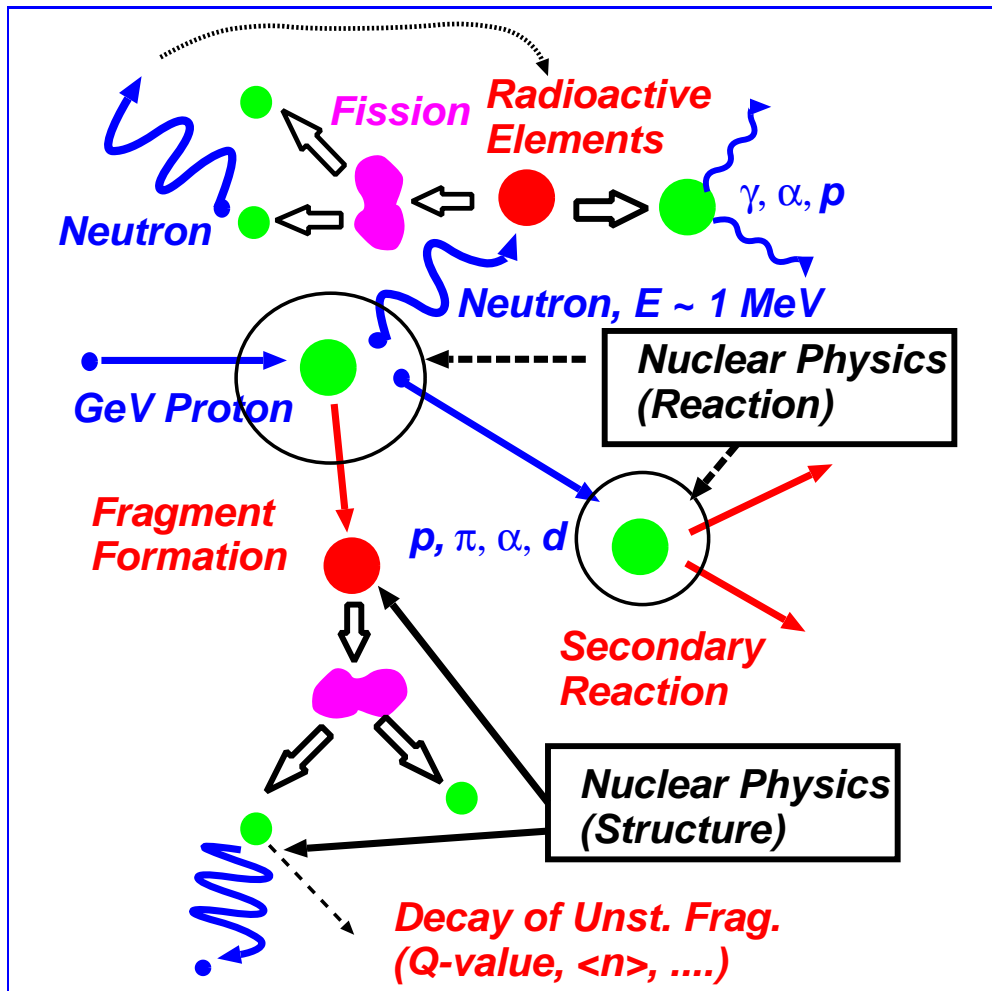 Fission
Radioactive
Elements
Neutron
γ, α, p
Neutron, E ~ 1 MeV
GeV Proton
Nuclear Physics
(Reaction)
Fragment
Formation
p, π, α, d
Secondary
Reaction
Nuclear Physics
(Structure)
Decay of Unst. Frag.
(Q-value, <n>, ....)